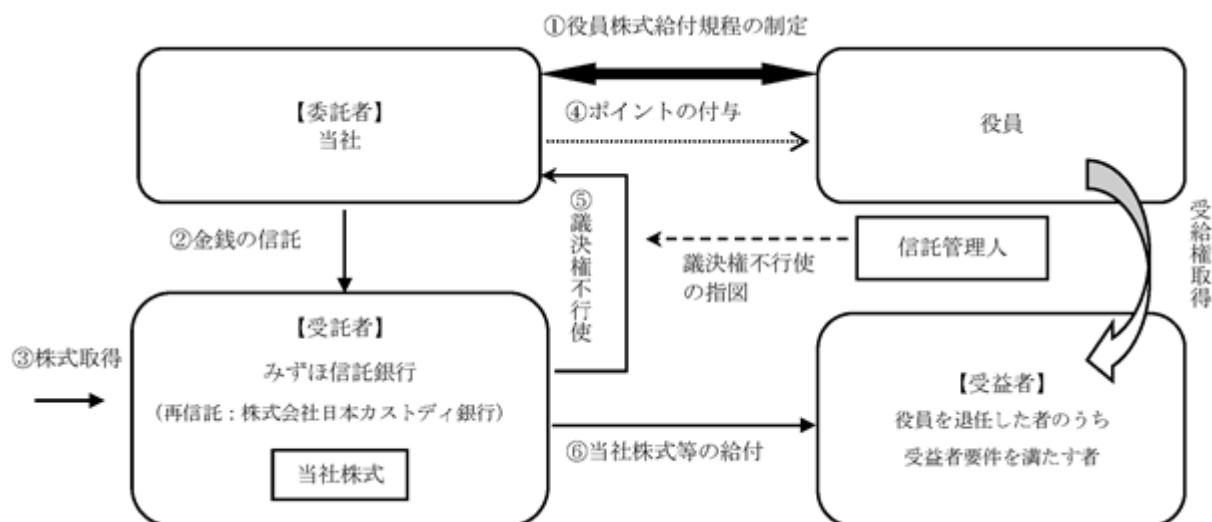 ①役員株式給付規程の制定
【委託者】
当社
④ポイントの付与
役員
②金銭の信託
⑤議決権不行使
議決権不行使
の指図
信託管理人
受給権取得
③株式取得
【受託者】
みずほ信託銀行
（再信託：株式会社日本カストディ銀行）
当社株式
⑥当社株式等の給付
【受益者】
役員を退任した者のうち
受益者要件を満たす者